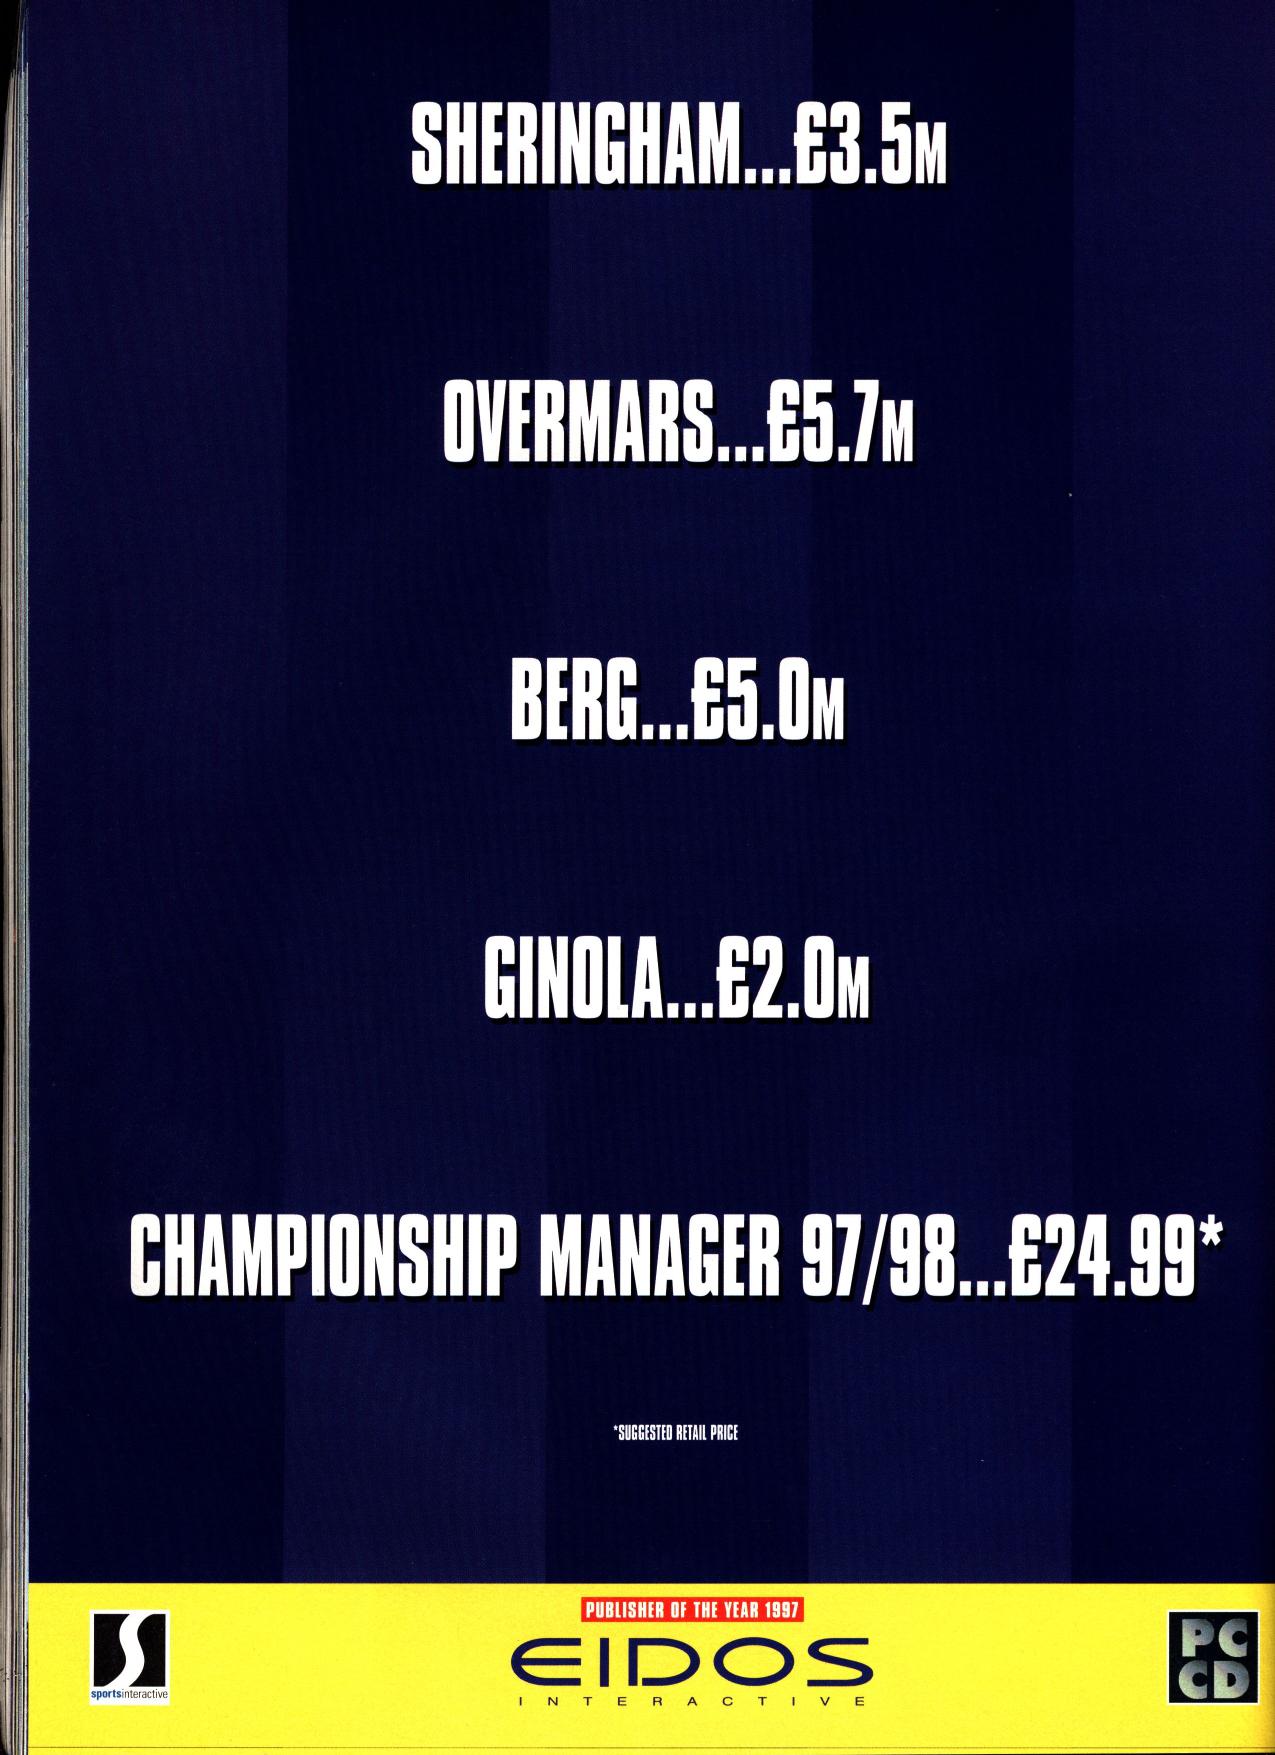 SHERINGHAM...£3.5M
OVERMARS...£5.7M
BERG...£5.0M
GINOLA...£2.0M
CHAMPIONSHIP MANAGER 97/98...£24.99*
*SUGGESTED RETAIL PRICE
PUBLISHER OF THE YEAR 1997
EIDOS
INTERACTIVE
sportsinteractive
PC
CD